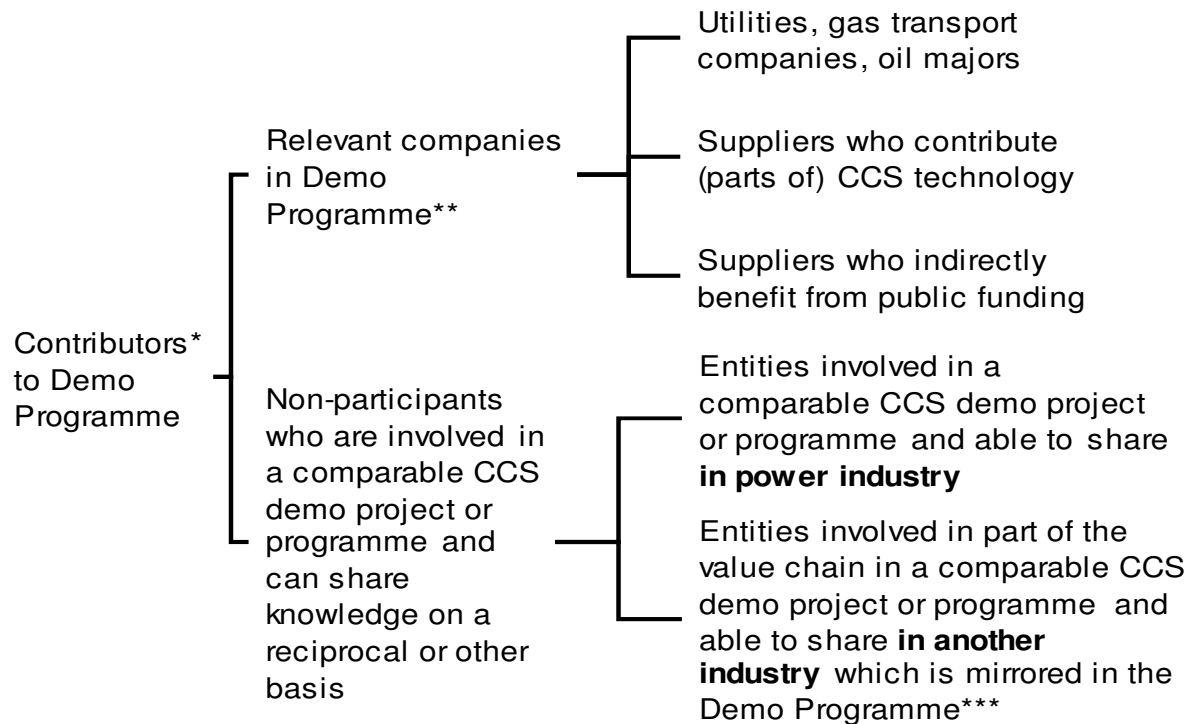 Contributors*
to Demo
Programme
Relevant companies
in Demo
Programme**
Utilities, gas transport
companies, oil majors
Suppliers who contribute
(parts of) CCS technology
Suppliers who indirectly
benefit from public funding
Non-participants
who are involved in
a comparable CCS
demo project or
programme and
can share
knowledge on a
reciprocal or other
basis
Entities involved in a
comparable CCS demo project
or programme and able to share
in power industry
Entities involved in part of the
value chain in a comparable CCS
demo project or programme and
able to share in another
industry which is mirrored in the
Demo Programme***